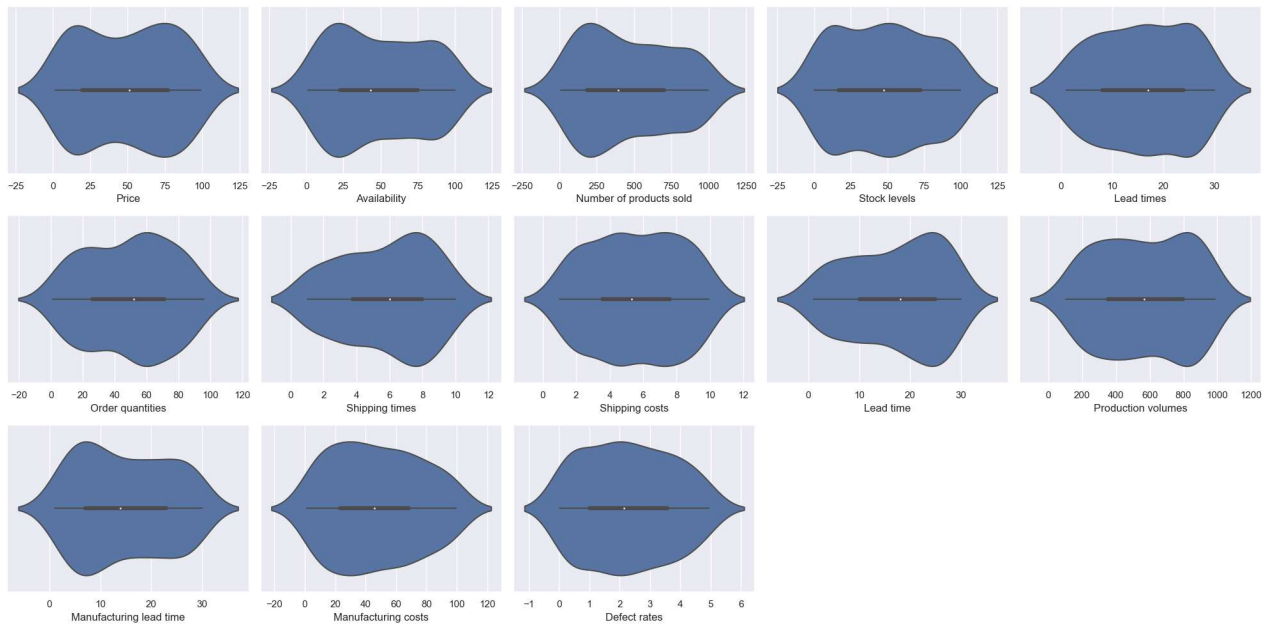 −25 0 25 50 75 100 125
Price
−25 0 25 50 75 100 125
Availability
−250 0 250 500 750 1000 1250
Number of products sold
−25 0 25 50 75 100 125
Stock levels
0 10 20 30
Lead times
−20 0 20 40 60 80 100 120
Order quantities
0 2 4 6 8 10 12
Shipping times
0 2 4 6 8 10 12
Shipping costs
0 10 20 30
Lead time
0 200 400 600 800 1000 1200
Production volumes
0 10 20 30
Manufacturing lead time
−20 0 20 40 60 80 100 120
Manufacturing costs
−1 0 1 2 3 4 5 6
Defect rates